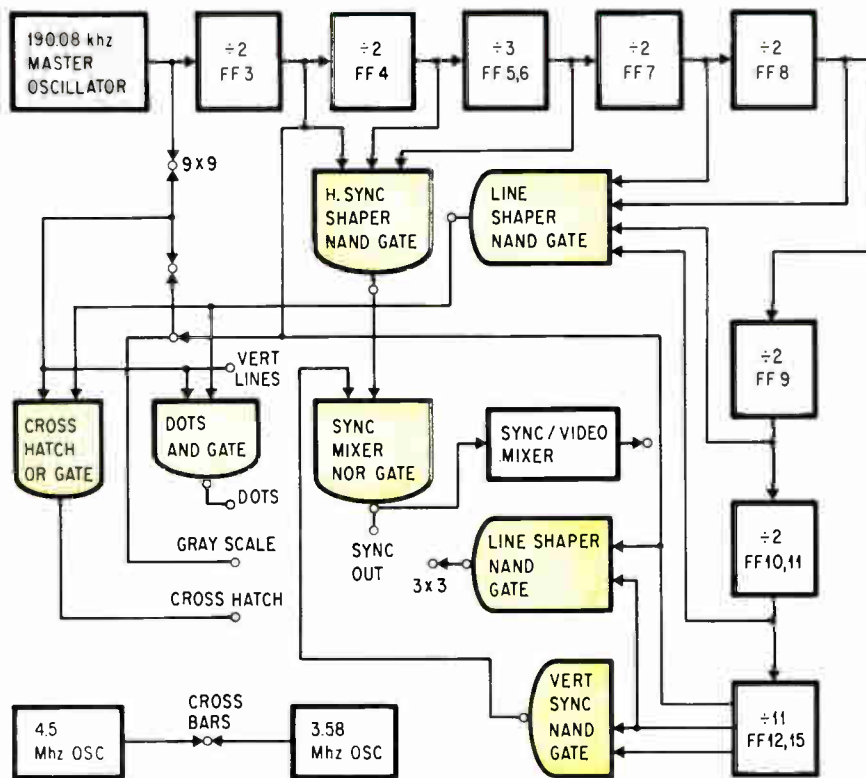 190.08 khz
MASTER
OSCILLATOR
÷2
FF 3
÷2
FF 4
÷3
FF 5,6
÷2
FF 7
÷2
FF 8
9x9
H. SYNC
SHAPER
NAND GATE
LINE
SHAPER
NAND GATE
÷2
FF 9
VERT
LINES
CROSS
HATCH
OR GATE
DOTS
AND GATE
SYNC
MIXER
NOR GATE
SYNC / VIDEO
MIXER
DOTS
SYNC
OUT
GRAY SCALE
CROSS HATCH
3x3
LINE SHAPER
NAND
GATE
÷2
FF10,11
VERT
SYNC
NAND
GATE
÷11
FF12,15
4.5
Mhz OSC
CROSS
BARS
3.58
Mhz OSC